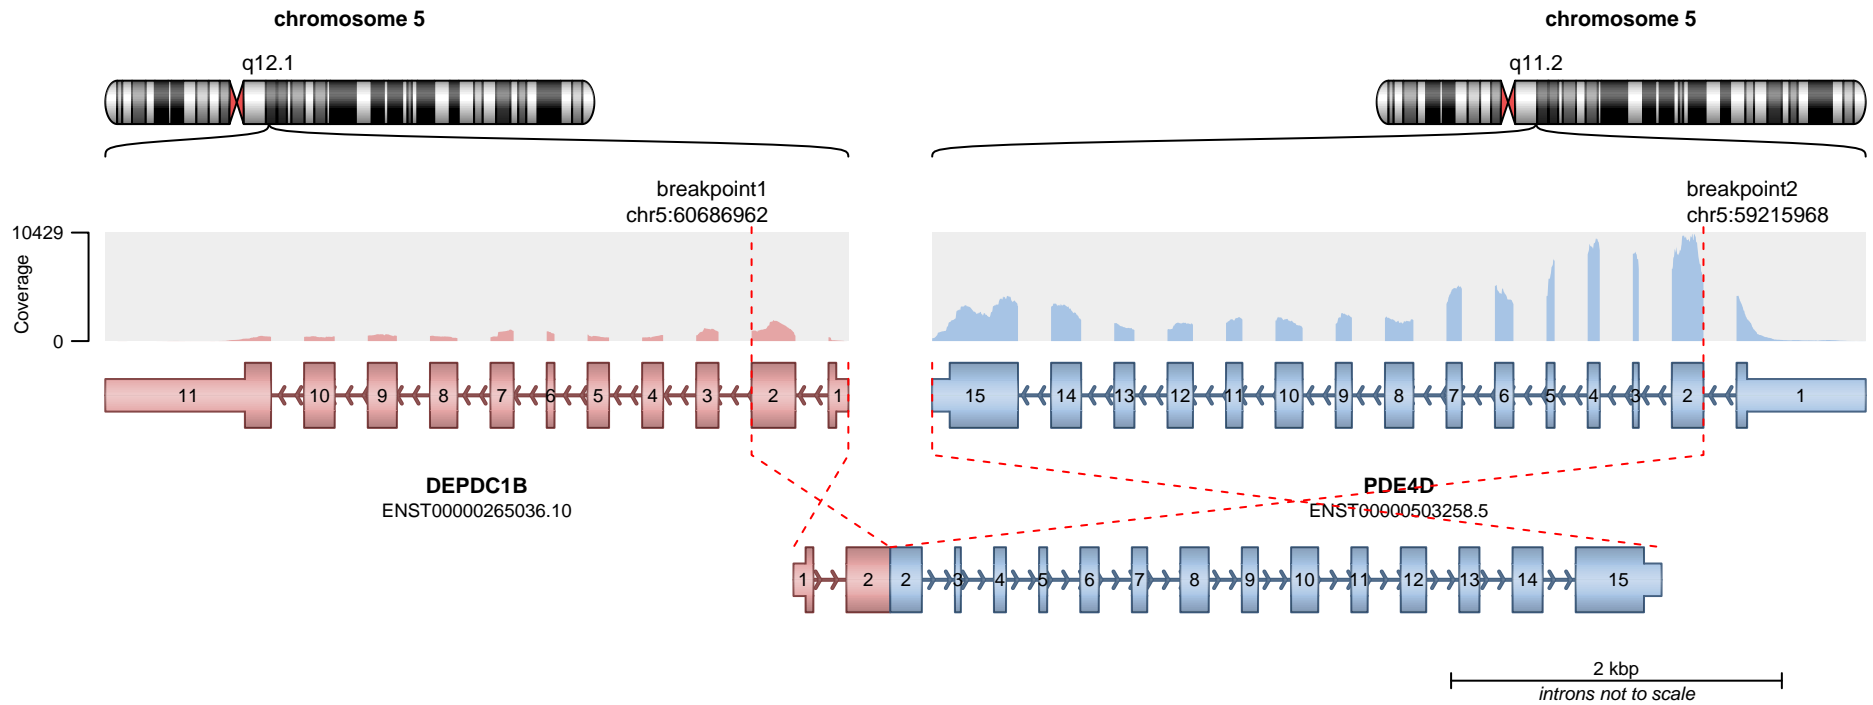 chromosome 5
chromosome 5
q12.1
q11.2
breakpoint1
chr5:60686962
breakpoint2
chr5:59215968
10429
Coverage
0
11 10 9 8 7 6 5 4 3 2 1
15 14 13 12 11 10 9 8 7 6 5 4 3 2 1
DEPDC1B
ENST00000265036.10
PDE4D
ENST00000503258.5
1 2 2 3 4 5 6 7 8 9 10 11 12 13 14 15
2 kbp
introns not to scale